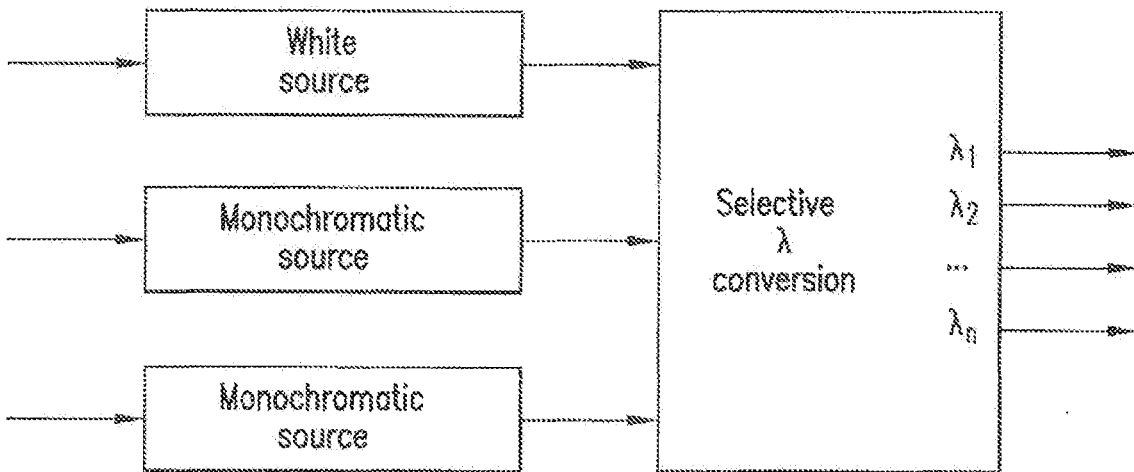 White
source
Monochromatic
source
Monochromatic
source
Selective
λ
conversion
λ1
λ2
...
λn